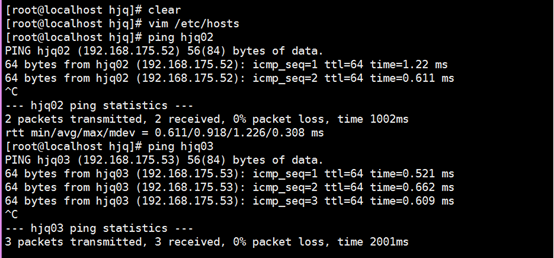 [root@localhost hjq]# clear
[root@localhost hjq]# vim /etc/hosts
[root@localhost hjq]# ping hjq02
PING hjq02 (192.168.175.52) 56(84) bytes of data.
64 bytes from hjq02 (192.168.175.52): icmp_seq=1 ttl=64 time=1.22 ms
64 bytes from hjq02 (192.168.175.52): icmp_seq=2 ttl=64 time=0.611 ms
^C
--- hjq02 ping statistics ---
2 packets transmitted, 2 received, 0% packet loss, time 1002ms
rtt min/avg/max/mdev = 0.611/0.918/1.226/0.308 ms
[root@localhost hjq]# ping hjq03
PING hjq03 (192.168.175.53) 56(84) bytes of data.
64 bytes from hjq03 (192.168.175.53): icmp_seq=1 ttl=64 time=0.521 ms
64 bytes from hjq03 (192.168.175.53): icmp_seq=2 ttl=64 time=0.662 ms
64 bytes from hjq03 (192.168.175.53): icmp_seq=3 ttl=64 time=0.609 ms
^C
--- hjq03 ping statistics ---
3 packets transmitted, 3 received, 0% packet loss, time 2001ms